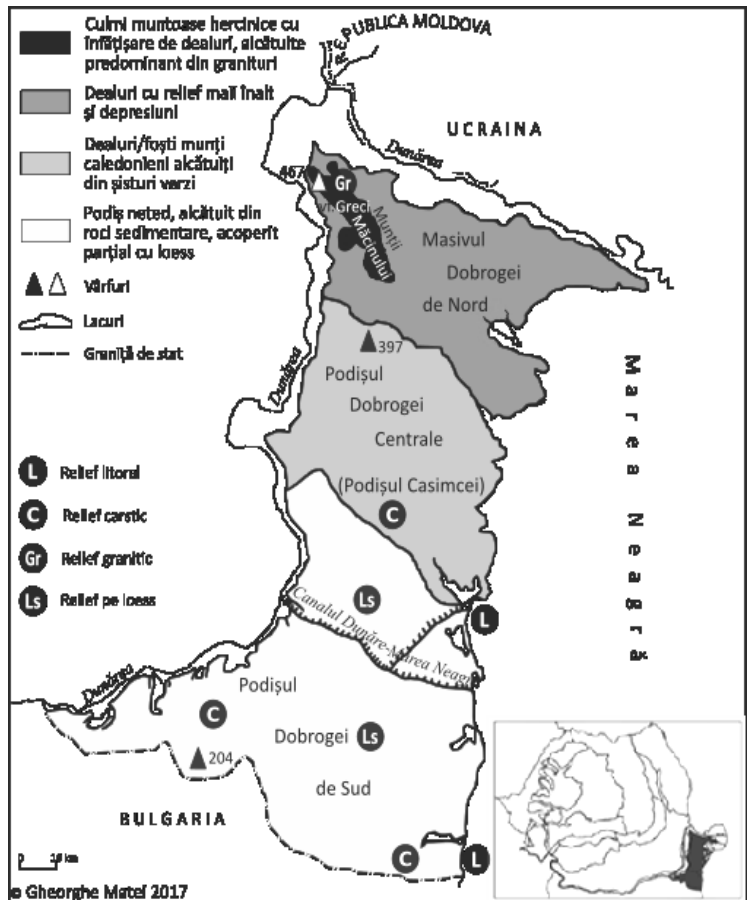 Culmi muntoase hercinice cu
înfățișare de dealuri, alcătuite
predominant din granituri
Dealuri cu relief mail înalt
și depresiuni
Dealuri/foști munți
caledonieni alcătuiți
din șisturi verzi
Podiș neted, alcătuit din
roci sedimentare, acoperit
parțial cu loess
Vârfuri
Lacuri
Graniță de stat
L Relief litoral
C Relief carstic
Gr Relief granitic
Ls Relief pe loess
REPUBLICA MOLDOVA
UCRAINA
Dunărea
467
Gr
vf.Greci
Munții
Măcinului
Masivul
Dobrogei
de Nord
397
Dunărea
Podișul
Dobrogei
Centrale
(Podișul Casimcei)
C
Marea Neagră
Ls
Canalul Dunăre-Marea Neagră
L
Dunărea
Podișul
C
Dobrogei
Ls
204
de Sud
BULGARIA
C
L
0 10 km
© Gheorghe Matei 2017